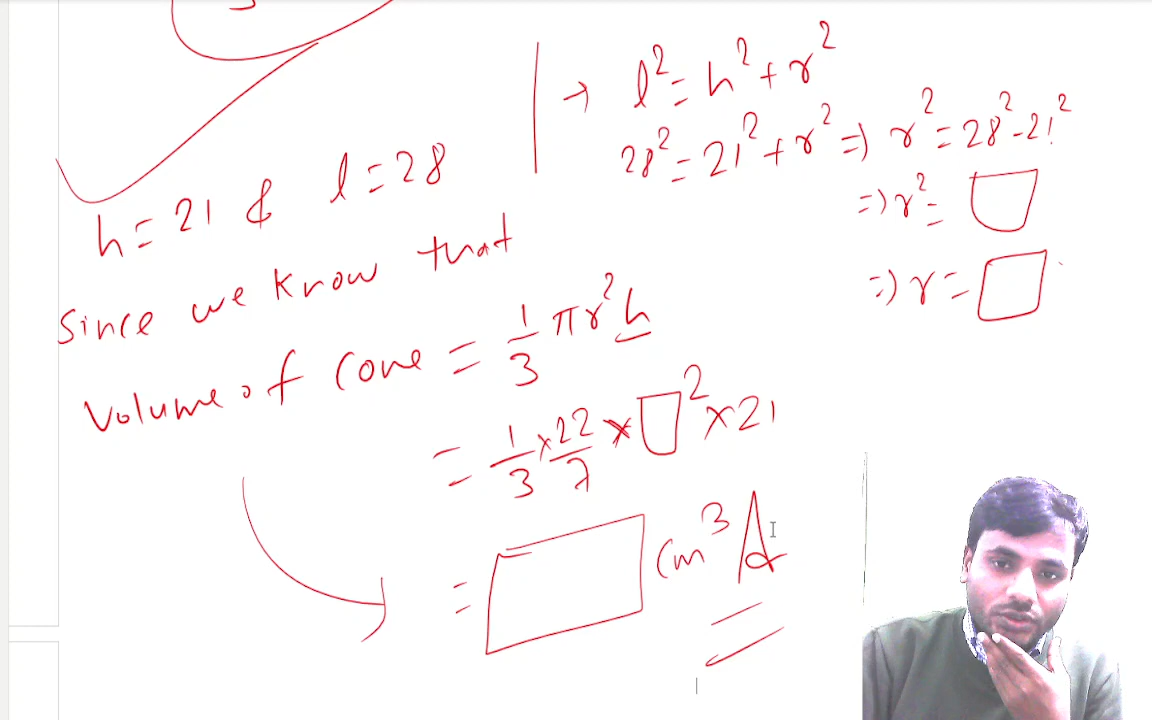 h = 21 & l = 28
→ l² = h² + r²
28² = 21² + r² => r² = 28² - 21²
=> r² = □
=> r = □
Since we know that
Volume of Cone = 1/3 πr²h
= 1/3 × 22/7 × □² × 21
= □ cm³ A